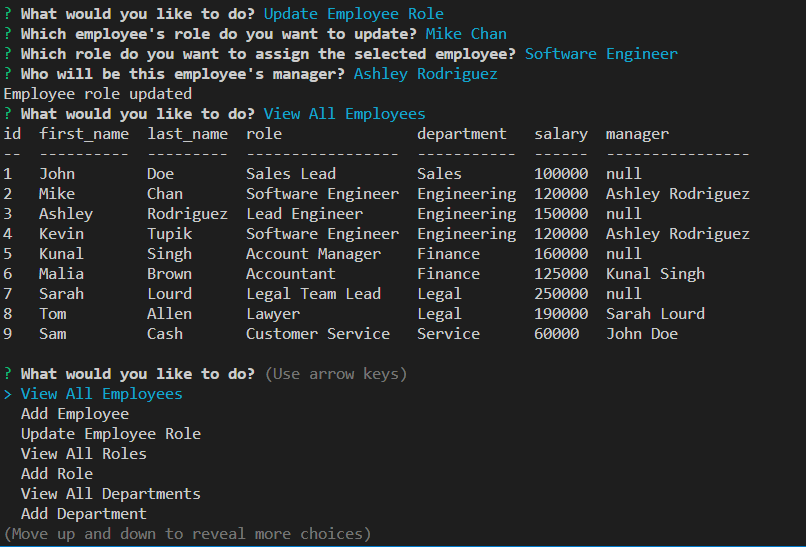 ? What would you like to do? Update Employee Role
? Which employee's role do you want to update? Mike Chan
? Which role do you want to assign the selected employee? Software Engineer
? Who will be this employee's manager? Ashley Rodriguez
Employee role updated
? What would you like to do? View All Employees
id  first_name  last_name  role               department   salary  manager
--  ----------  ---------  -----------------  -----------  ------  ----------------
1   John        Doe        Sales Lead         Sales        100000  null
2   Mike        Chan       Software Engineer  Engineering  120000  Ashley Rodriguez
3   Ashley      Rodriguez  Lead Engineer      Engineering  150000  null
4   Kevin       Tupik      Software Engineer  Engineering  120000  Ashley Rodriguez
5   Kunal       Singh      Account Manager    Finance      160000  null
6   Malia       Brown      Accountant         Finance      125000  Kunal Singh
7   Sarah       Lourd      Legal Team Lead    Legal        250000  null
8   Tom         Allen      Lawyer             Legal        190000  Sarah Lourd
9   Sam         Cash       Customer Service   Service      60000   John Doe
? What would you like to do? (Use arrow keys)
> View All Employees
  Add Employee
  Update Employee Role
  View All Roles
  Add Role
  View All Departments
  Add Department
(Move up and down to reveal more choices)